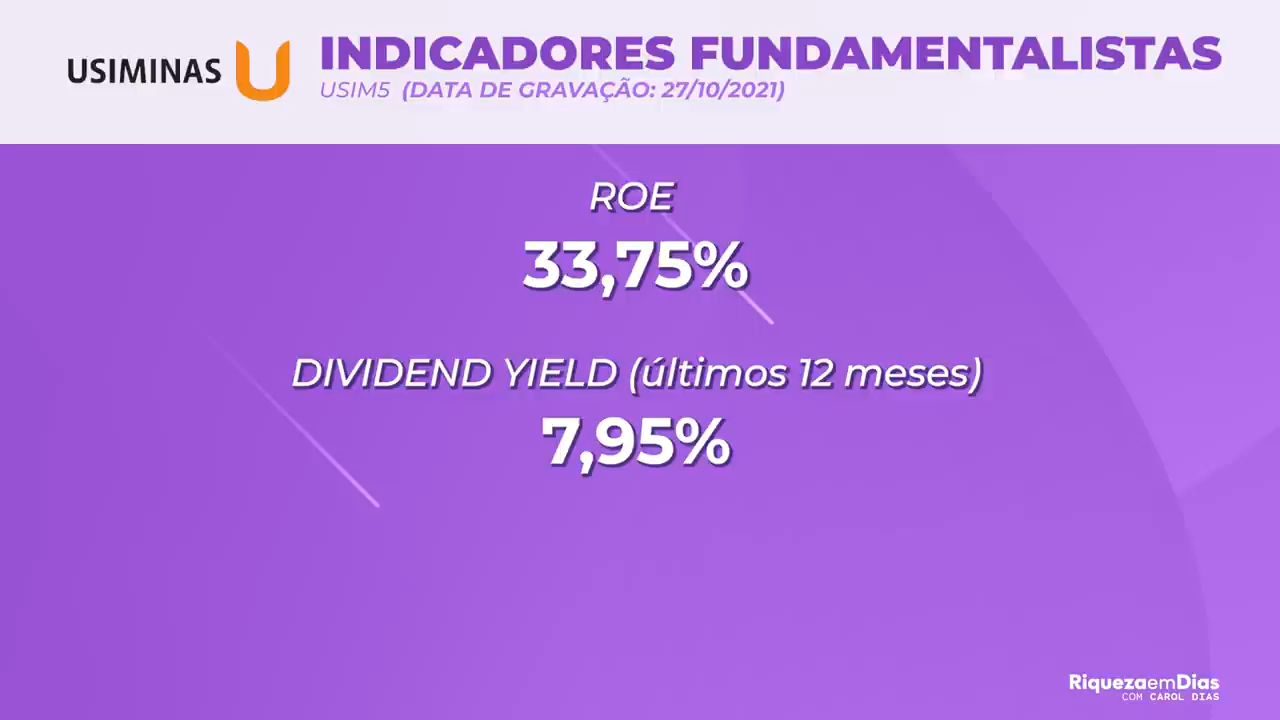 USIMINAS
INDICADORES FUNDAMENTALISTAS
USIM5 (DATA DE GRAVAÇÃO: 27/10/2021)
ROE
33,75%
DIVIDEND YIELD (últimos 12 meses)
7,95%
RiquezaemDias
COM CAROL DIAS